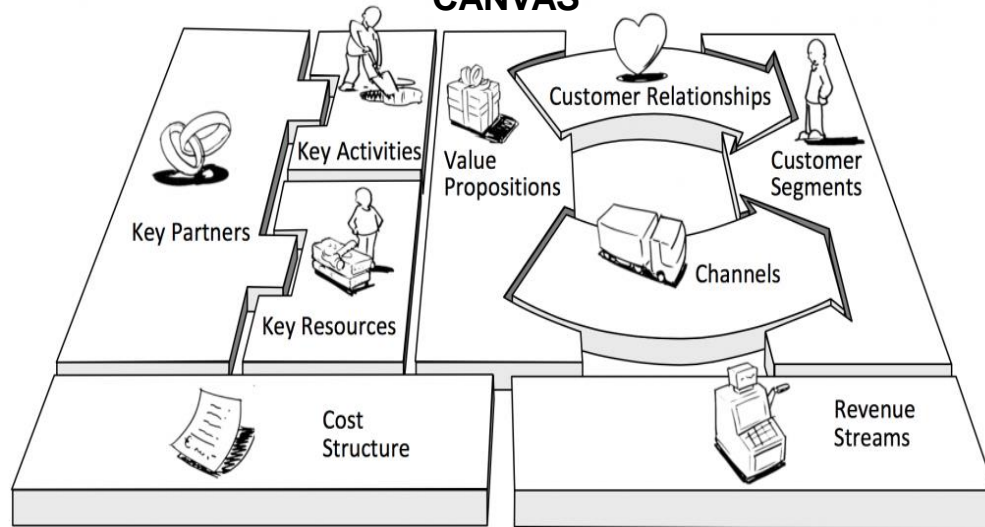 CANVAS
Customer Relationships
Key Activities
Value
Propositions
Customer
Segments
Key Partners
Channels
Key Resources
Cost
Structure
Revenue
Streams